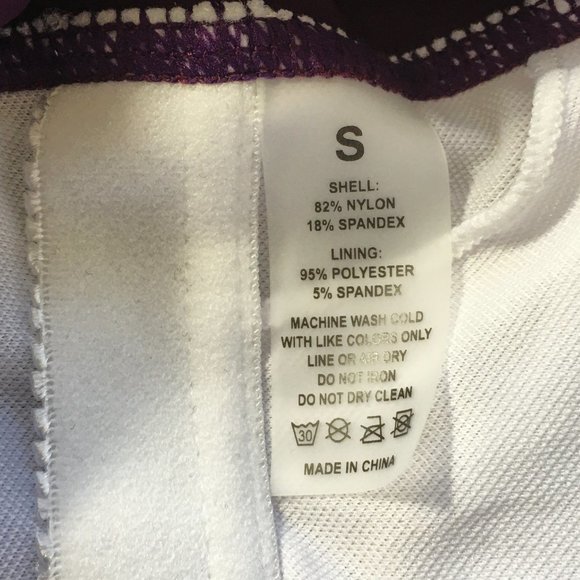 S
SHELL:
82% NYLON
18% SPANDEX
LINING:
95% POLYESTER
5% SPANDEX
MACHINE WASH COLD
WITH LIKE COLORS ONLY
LINE OR AIR DRY
DO NOT IRON
DO NOT DRY CLEAN
30
MADE IN CHINA